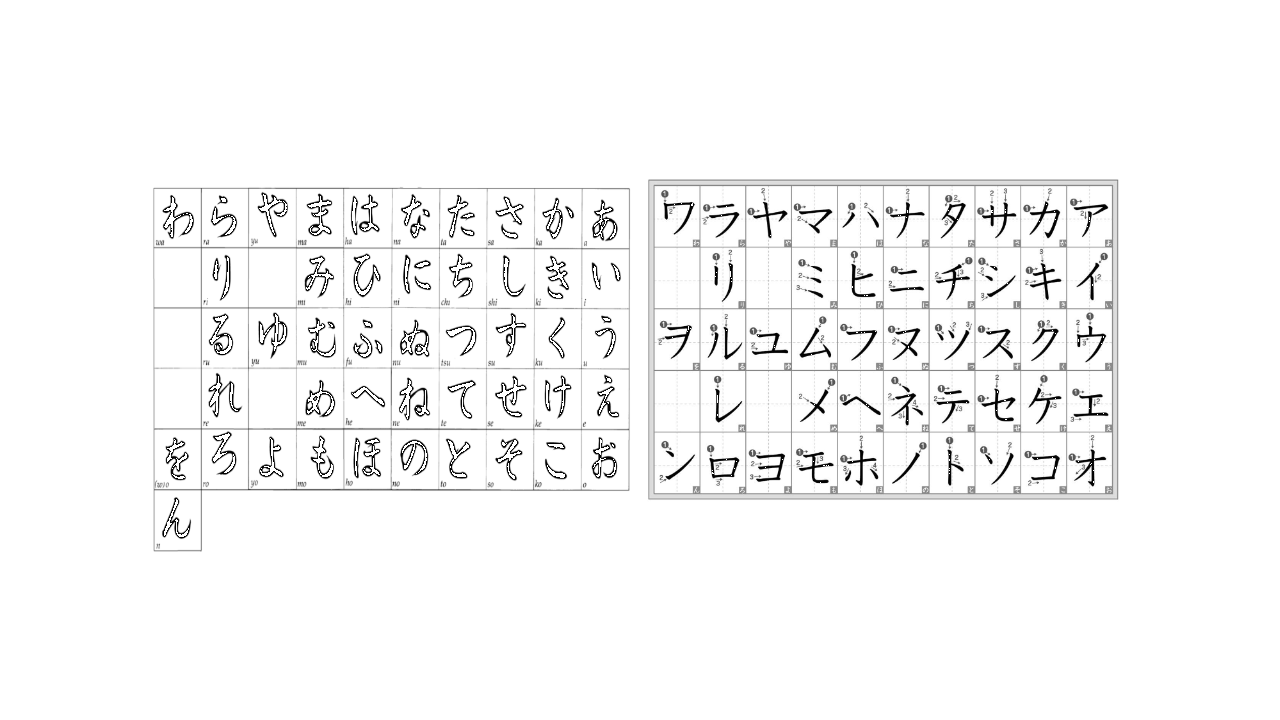 わ ら や ま は な た さ か あ
wa ra yu ma ha na ta sa ka a
り み ひ に ち し き い
ri mi hi ni chi shi ki i
る ゆ む ふ ぬ つ す く う
ru yu mu fu nu tsu su ku u
れ め へ ね て せ け え
re me he ne te se ke e
を ろ よ も ほ の と そ こ お
(w)o ro yo mo ho no to so ko o
ん
n
ワ ラ ヤ マ ハ ナ タ サ カ ア
リ ミ ヒ ニ チ シ キ イ
ヲ ル ユ ム フ ヌ ツ ス ク ウ
レ メ ヘ ネ テ セ ケ エ
ン ロ ヨ モ ホ ノ ト ソ コ オ